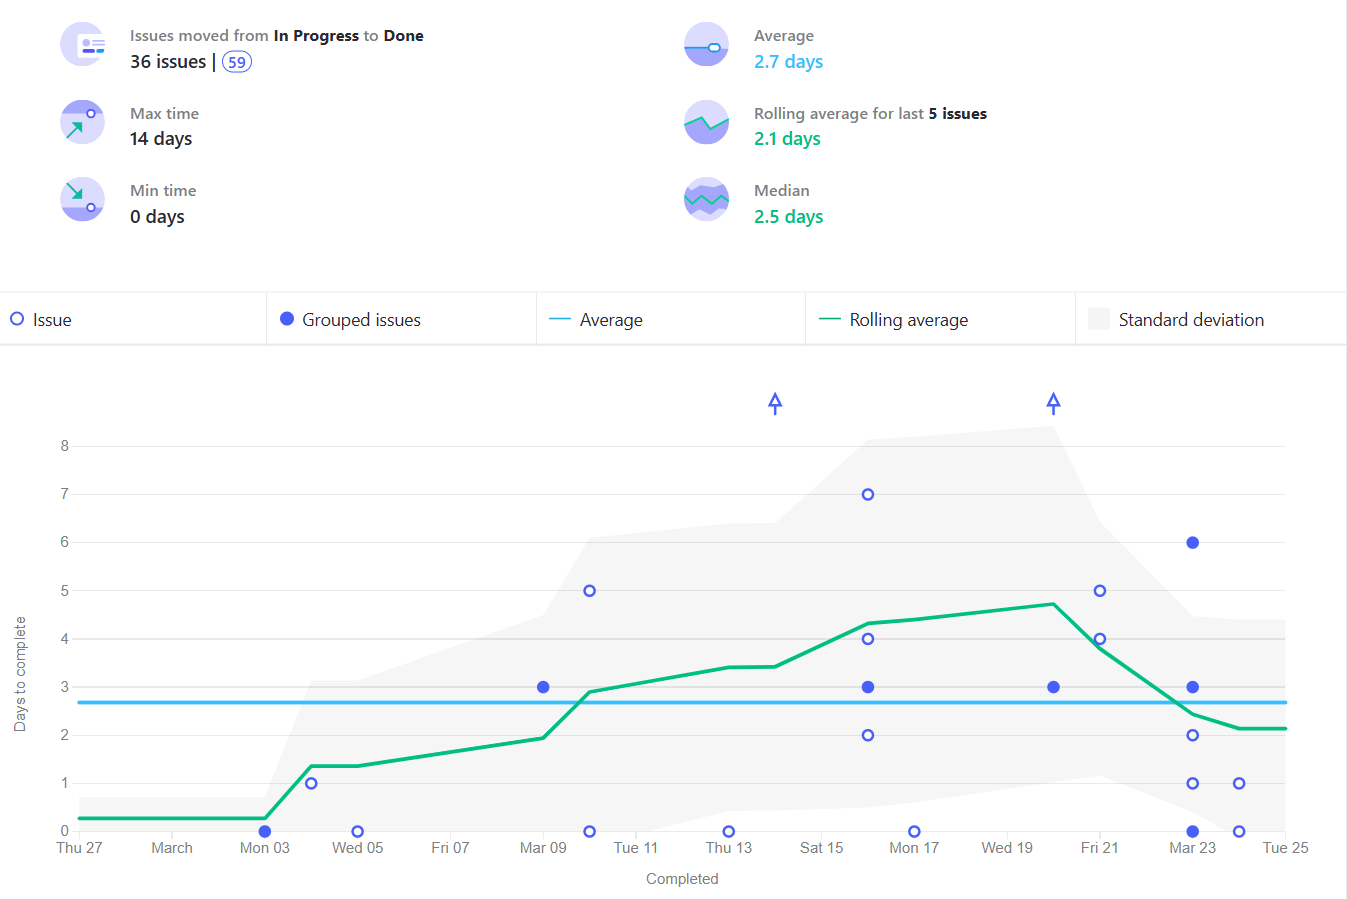 Issues moved from In Progress to Done
36 issues | 59
Average
2.7 days
Max time
14 days
Rolling average for last 5 issues
2.1 days
Min time
0 days
Median
2.5 days
Issue
Grouped issues
Average
Rolling average
Standard deviation
8
7
6
5
4
3
2
1
0
Days to complete
Thu 27 March Mon 03 Wed 05 Fri 07 Mar 09 Tue 11 Thu 13 Sat 15 Mon 17 Wed 19 Fri 21 Mar 23 Tue 25
Completed